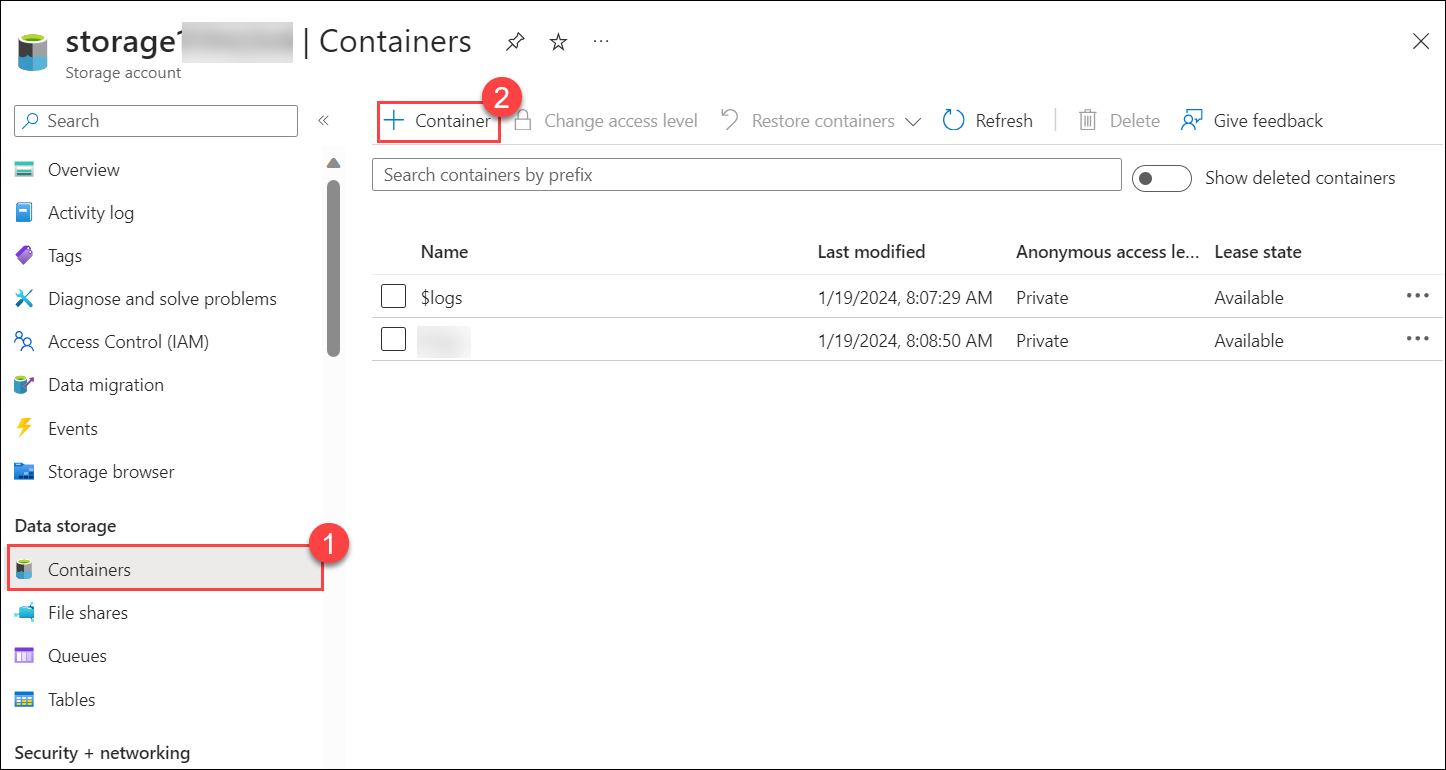 storage | Containers ···
Storage account
Search «
Overview
Activity log
Tags
Diagnose and solve problems
Access Control (IAM)
Data migration
Events
Storage browser
Data storage
1
Containers
File shares
Queues
Tables
Security + networking
2
+ Container Change access level Restore containers Refresh | Delete Give feedback
Search containers by prefix Show deleted containers
Name Last modified Anonymous access le... Lease state
$logs 1/19/2024, 8:07:29 AM Private Available ···
1/19/2024, 8:08:50 AM Private Available ···